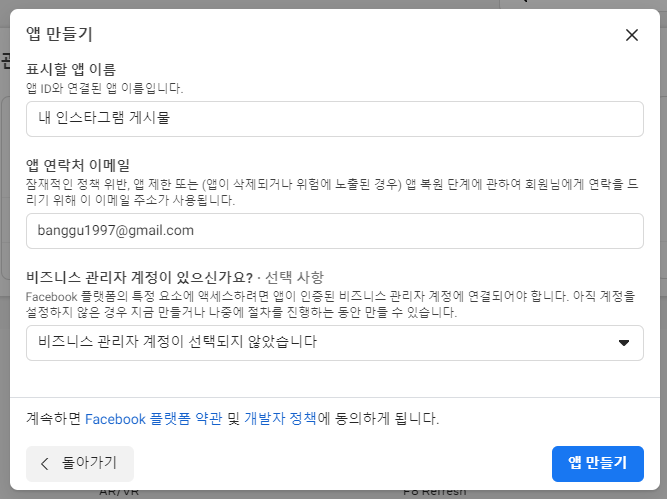 앱 만들기
표시할 앱 이름
앱 ID와 연결된 앱 이름입니다.
내 인스타그램 게시물
앱 연락처 이메일
잠재적인 정책 위반, 앱 제한 또는 (앱이 삭제되거나 위험에 노출된 경우) 앱 복원 단계에 관하여 회원님에게 연락을 드
리기 위해 이 이메일 주소가 사용됩니다.
banggu1997@gmail.com
비즈니스 관리자 계정이 있으신가요? · 선택 사항
Facebook 플랫폼의 특정 요소에 액세스하려면 앱이 인증된 비즈니스 관리자 계정에 연결되어야 합니다. 아직 계정을
설정하지 않은 경우 지금 만들거나 나중에 절차를 진행하는 동안 만들 수 있습니다.
비즈니스 관리자 계정이 선택되지 않았습니다
계속하면 Facebook 플랫폼 약관 및 개발자 정책에 동의하게 됩니다.
돌아가기
앱 만들기
AR/VR
Refresh